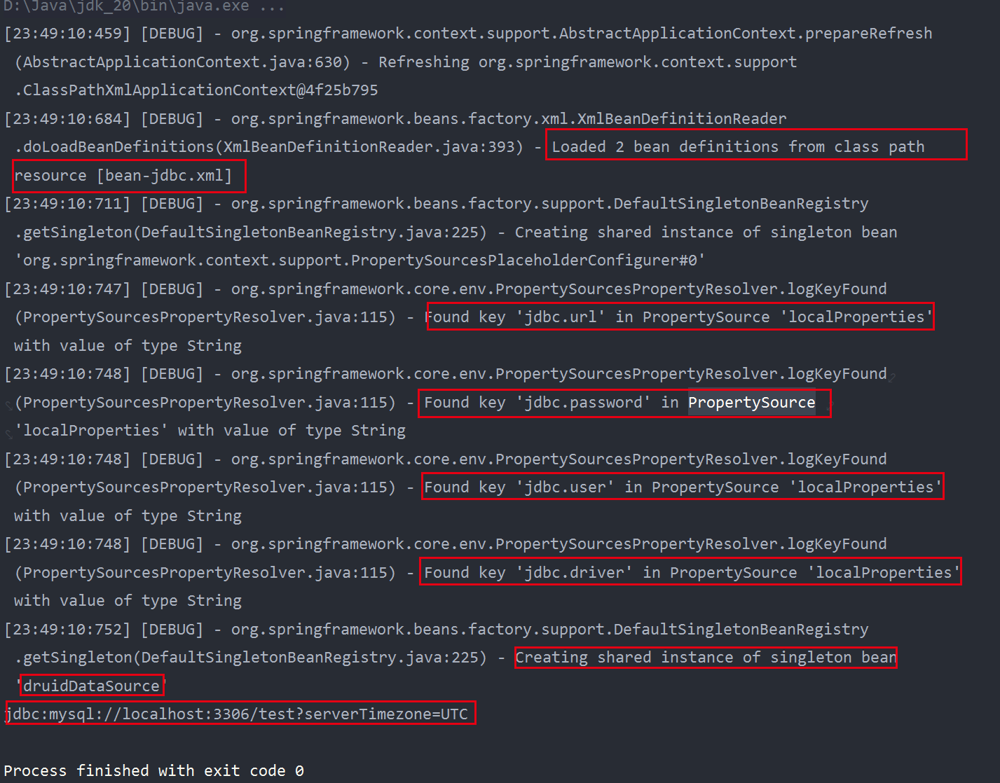 D:\Java\jdk_20\bin\java.exe ...
[23:49:10:459] [DEBUG] - org.springframework.context.support.AbstractApplicationContext.prepareRefresh
(AbstractApplicationContext.java:630) - Refreshing org.springframework.context.support
.ClassPathXmlApplicationContext@4f25b795
[23:49:10:684] [DEBUG] - org.springframework.beans.factory.xml.XmlBeanDefinitionReader
.doLoadBeanDefinitions(XmlBeanDefinitionReader.java:393) - Loaded 2 bean definitions from class path
resource [bean-jdbc.xml]
[23:49:10:711] [DEBUG] - org.springframework.beans.factory.support.DefaultSingletonBeanRegistry
.getSingleton(DefaultSingletonBeanRegistry.java:225) - Creating shared instance of singleton bean
'org.springframework.context.support.PropertySourcesPlaceholderConfigurer#0'
[23:49:10:747] [DEBUG] - org.springframework.core.env.PropertySourcesPropertyResolver.logKeyFound
(PropertySourcesPropertyResolver.java:115) - Found key 'jdbc.url' in PropertySource 'localProperties'
with value of type String
[23:49:10:748] [DEBUG] - org.springframework.core.env.PropertySourcesPropertyResolver.logKeyFound
(PropertySourcesPropertyResolver.java:115) - Found key 'jdbc.password' in PropertySource
'localProperties' with value of type String
[23:49:10:748] [DEBUG] - org.springframework.core.env.PropertySourcesPropertyResolver.logKeyFound
(PropertySourcesPropertyResolver.java:115) - Found key 'jdbc.user' in PropertySource 'localProperties'
with value of type String
[23:49:10:748] [DEBUG] - org.springframework.core.env.PropertySourcesPropertyResolver.logKeyFound
(PropertySourcesPropertyResolver.java:115) - Found key 'jdbc.driver' in PropertySource 'localProperties'
with value of type String
[23:49:10:752] [DEBUG] - org.springframework.beans.factory.support.DefaultSingletonBeanRegistry
.getSingleton(DefaultSingletonBeanRegistry.java:225) - Creating shared instance of singleton bean
'druidDataSource'
jdbc:mysql://localhost:3306/test?serverTimezone=UTC
Process finished with exit code 0